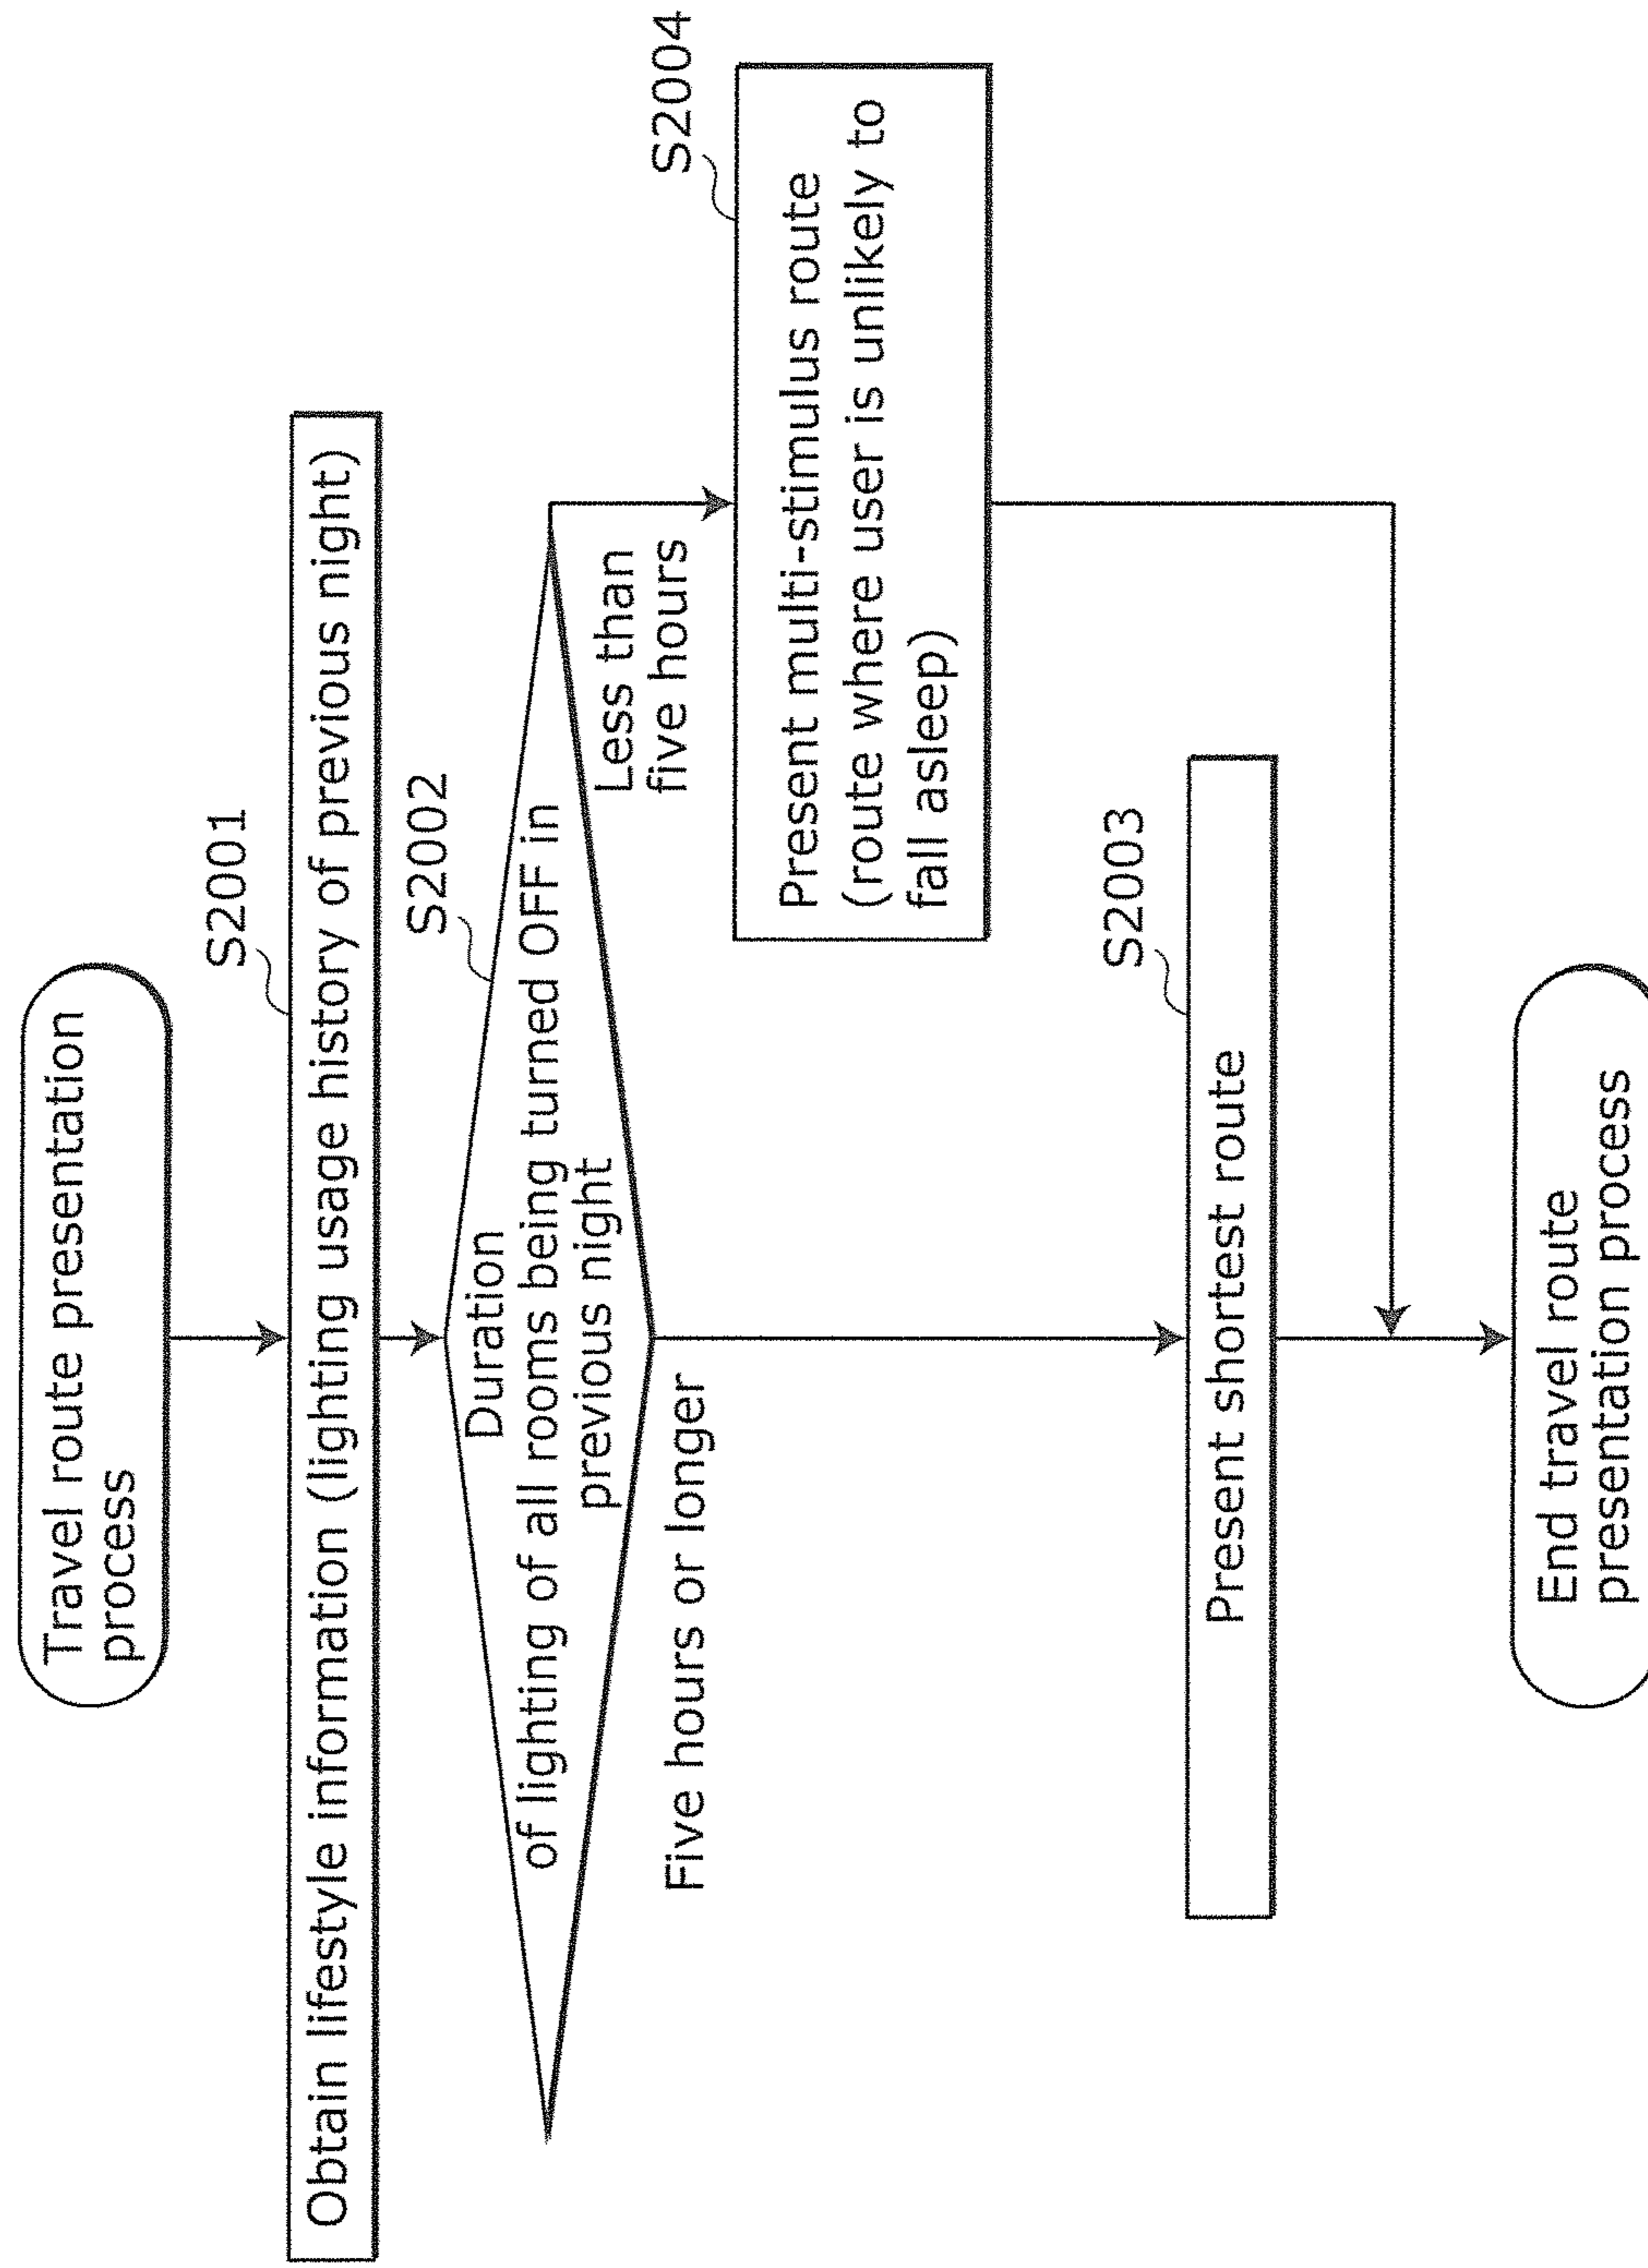 Travel route presentation
process
S2001
Obtain lifestyle information (lighting usage history of previous night)
S2002
Duration
of lighting of all rooms being turned OFF in
previous night
Less than
five hours
Five hours or longer
S2004
Present multi-stimulus route
(route where user is unlikely to
fall asleep)
S2003
Present shortest route
End travel route
presentation process